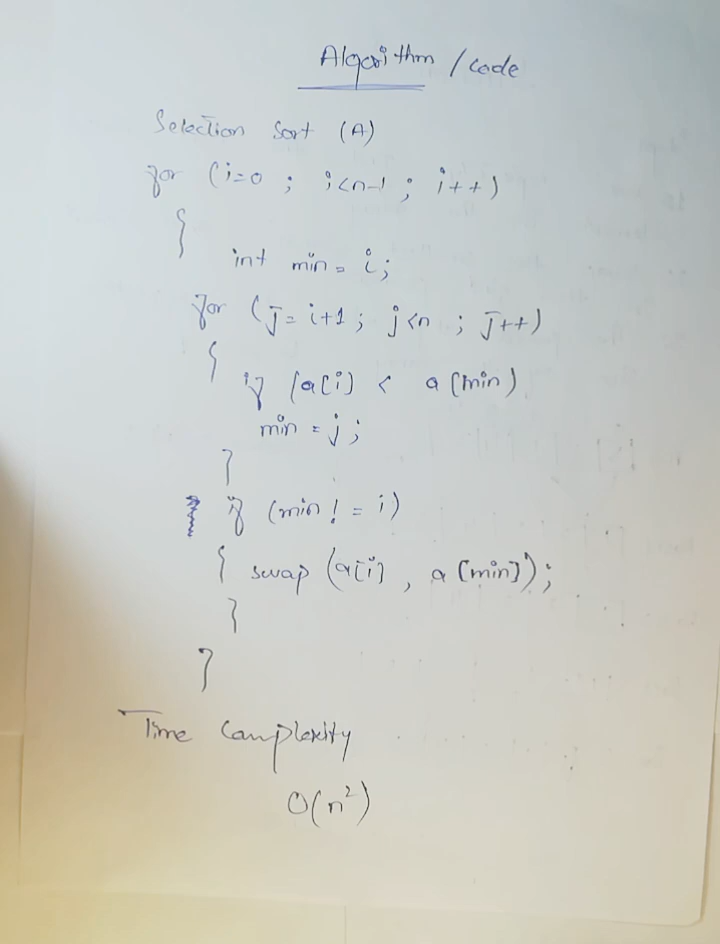 Algorithm / code
Selection Sort (A)
for (i=0 ; i<n-1 ; i++)
{
int min = i;
for (j = i+1 ; j<n ; j++)
{
if (a[i] < a[min)
min = j;
}
if (min ! = i)
{ swap (a[i] , a [min]);
}
}
Time Complexity
O(n²)